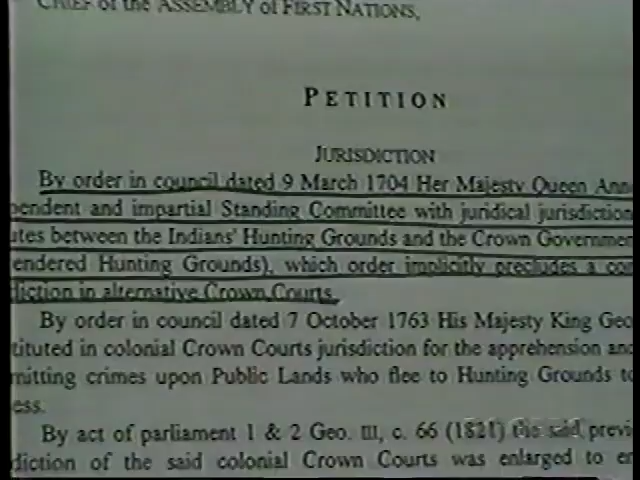 CHIEF of the ASSEMBLY of FIRST NATIONS,
PETITION
JURISDICTION
By order in council dated 9 March 1704 Her Majesty Queen Ann
pendent and impartial Standing Committee with juridical jurisdiction
utes between the Indians' Hunting Grounds and the Crown Governmen
endered Hunting Grounds), which order implicitly precludes a con
diction in alternative Crown Courts.
By order in council dated 7 October 1763 His Majesty King Geo
tituted in colonial Crown Courts jurisdiction for the apprehension and
mitting crimes upon Public Lands who flee to Hunting Grounds to
ess.
By act of parliament 1 & 2 Geo. III, c. 66 (1821) the said previ
diction of the said colonial Crown Courts was enlarged to en